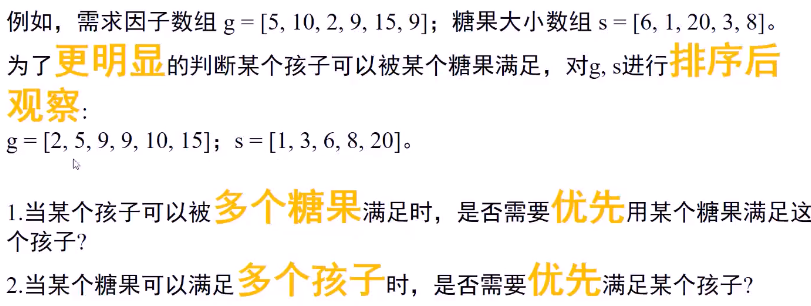 例如，需求因子数组 g = [5, 10, 2, 9, 15, 9]；糖果大小数组 s = [6, 1, 20, 3, 8]。
为了更明显的判断某个孩子可以被某个糖果满足，对g, s进行排序后
观察:
g = [2, 5, 9, 9, 10, 15]；s = [1, 3, 6, 8, 20]。
1.当某个孩子可以被多个糖果满足时，是否需要优先用某个糖果满足这
个孩子?
2.当某个糖果可以满足多个孩子时，是否需要优先满足某个孩子?